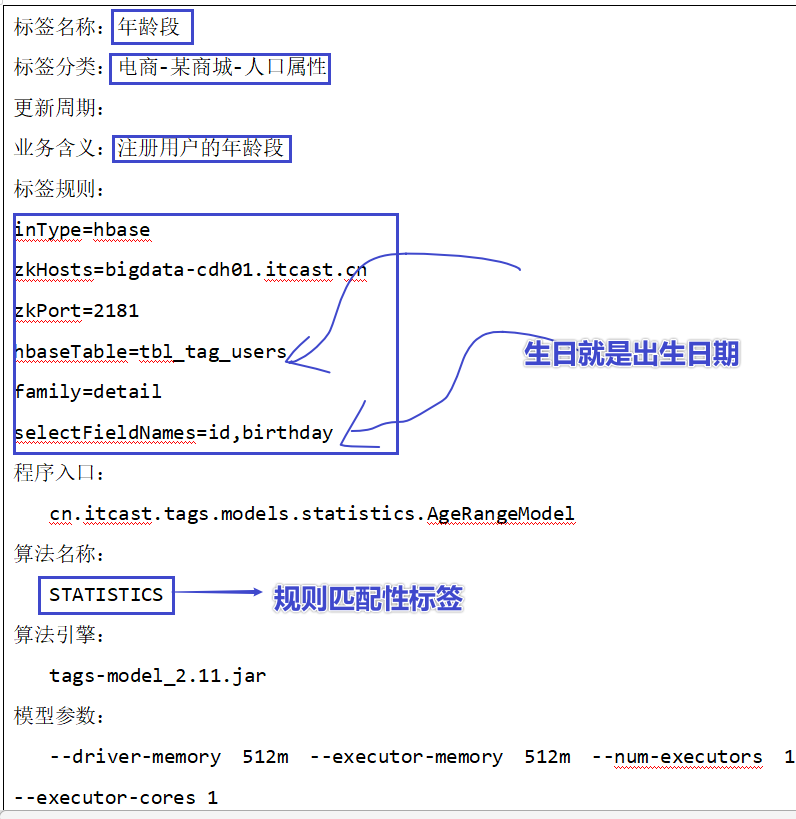 标签名称：年龄段
标签分类：电商-某商城-人口属性
更新周期：
业务含义：注册用户的年龄段
标签规则：
inType=hbase
zkHosts=bigdata-cdh01.itcast.cn
zkPort=2181
hbaseTable=tbl_tag_users
生日就是出生日期
family=detail
selectFieldNames=id,birthday
程序入口：
cn.itcast.tags.models.statistics.AgeRangeModel
算法名称：
STATISTICS 规则匹配性标签
算法引擎：
tags-model_2.11.jar
模型参数：
--driver-memory 512m --executor-memory 512m --num-executors 1
--executor-cores 1